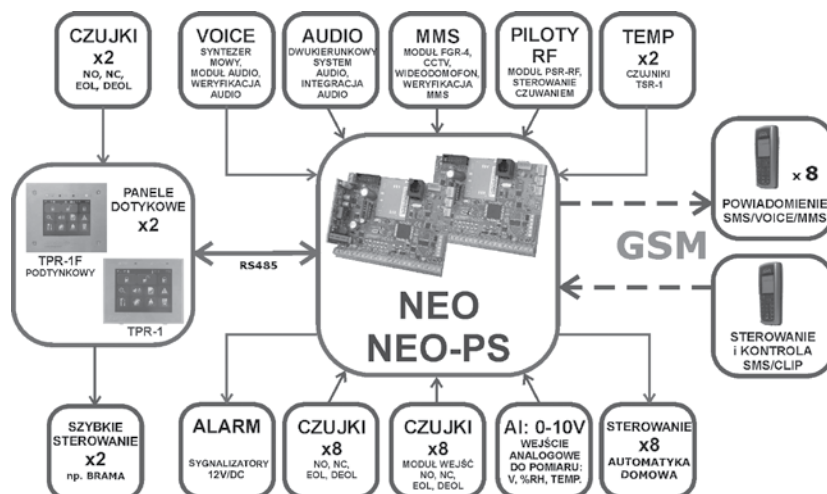 CZUJKI
x2
NO, NC,
EOL, DEOL
VOICE
SYNTEZER
MOWY,
MODUŁ AUDIO,
WERYFIKACJA
AUDIO
AUDIO
DWUKIERUNKOWY
SYSTEM
AUDIO,
INTEGRACJA
AUDIO
MMS
MODUŁ FGR-4,
CCTV,
WIDEODOMOFON,
WERYFIKACJA
MMS
PILOTY
RF
MODUŁ PSR-RF,
STEROWANIE
CZUWANIEM
TEMP
x2
CZUJNIKI
TSR-1
PANELE
DOTYKOWE
x2
TPR-1F
PODTYNKOWY
TPR-1
RS485
NEO
NEO-PS
GSM
x 8
POWIADOMIENIE
SMS/VOICE/MMS
STEROWANIE
i KONTROLA
SMS/CLIP
SZYBKIE
STEROWANIE
x2
np. BRAMA
ALARM
SYGNALIZATORY
12V/DC
CZUJKI
x8
NO, NC,
EOL, DEOL
CZUJKI
x8
MODUŁ WEJŚĆ
NO, NC,
EOL, DEOL
AI: 0-10V
WEJŚCIE
ANALOGOWE
DO POMIARU:
V, %RH, TEMP.
STEROWANIE
x8
AUTOMATYKA
DOMOWA